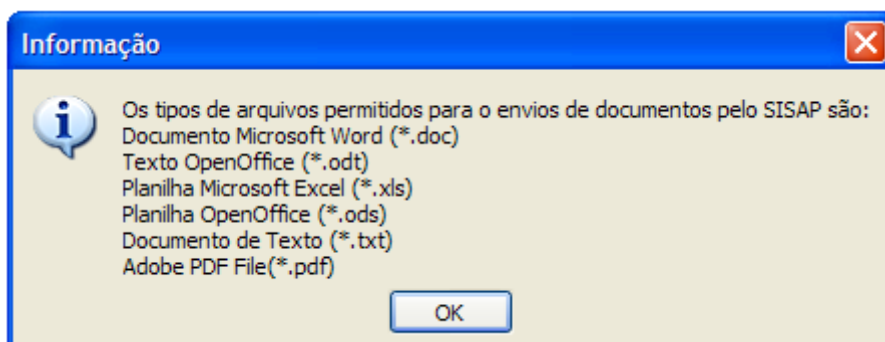 Informação
Os tipos de arquivos permitidos para o envios de documentos pelo SISAP são:
Documento Microsoft Word (*.doc)
Texto OpenOffice (*.odt)
Planilha Microsoft Excel (*.xls)
Planilha OpenOffice (*.ods)
Documento de Texto (*.txt)
Adobe PDF File(*.pdf)
OK